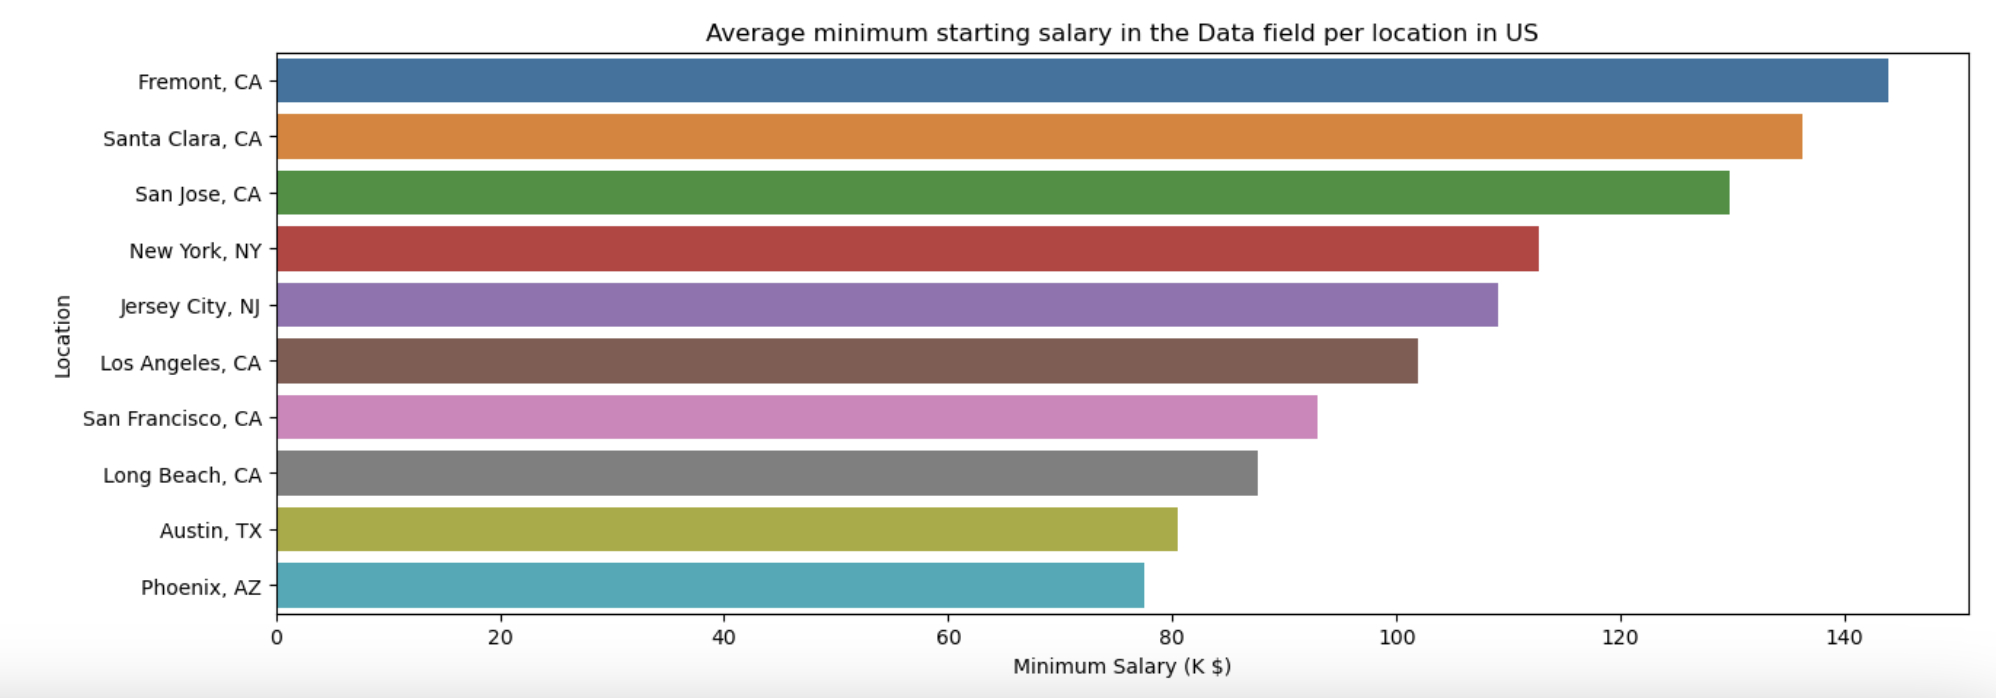 Average minimum starting salary in the Data field per location in US
Location
Fremont, CA
Santa Clara, CA
San Jose, CA
New York, NY
Jersey City, NJ
Los Angeles, CA
San Francisco, CA
Long Beach, CA
Austin, TX
Phoenix, AZ
0 20 40 60 80 100 120 140
Minimum Salary (K $)